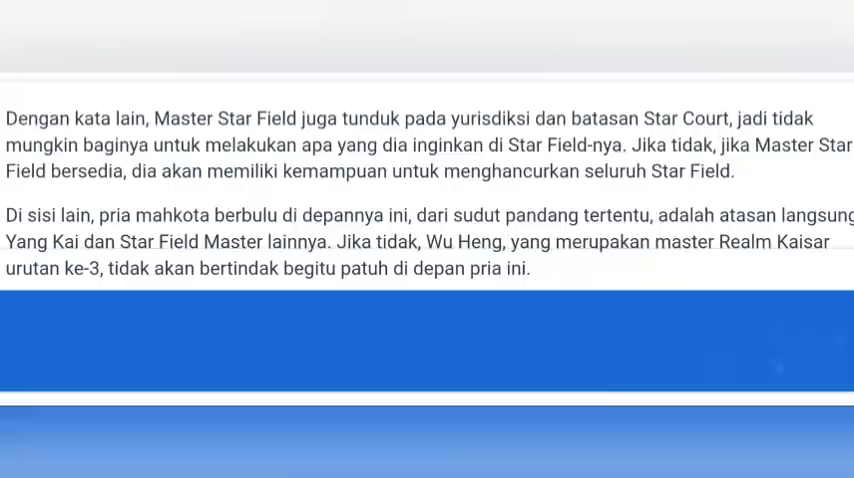 Dengan kata lain, Master Star Field juga tunduk pada yurisdiksi dan batasan Star Court, jadi tidak
mungkin baginya untuk melakukan apa yang dia inginkan di Star Field-nya. Jika tidak, jika Master Star
Field bersedia, dia akan memiliki kemampuan untuk menghancurkan seluruh Star Field.
Di sisi lain, pria mahkota berbulu di depannya ini, dari sudut pandang tertentu, adalah atasan langsung
Yang Kai dan Star Field Master lainnya. Jika tidak, Wu Heng, yang merupakan master Realm Kaisar
urutan ke-3, tidak akan bertindak begitu patuh di depan pria ini.